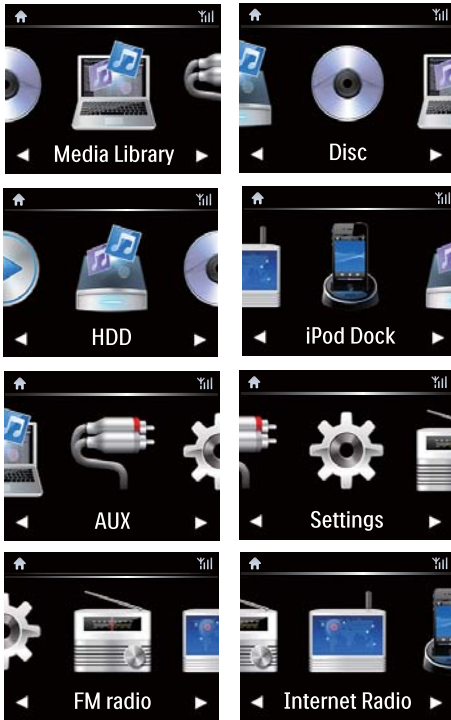 Media Library
Disc
HDD
iPod Dock
AUX
Settings
FM radio
Internet Radio